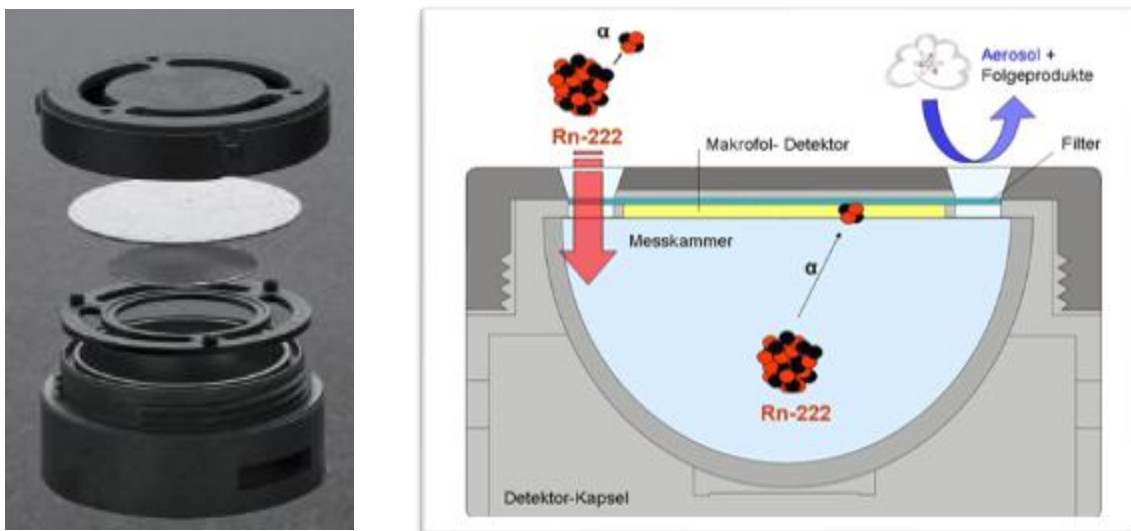 α
Rn-222
Aerosol +
Folgeprodukte
Makrofol- Detektor
Filter
Messkammer
α
Rn-222
Detektor-Kapsel